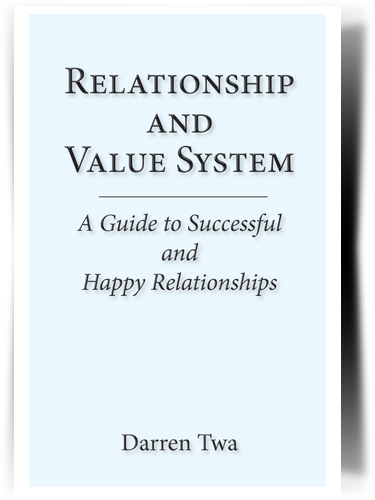 Relationship
and
Value System
A Guide to Successful
and
Happy Relationships
Darren Twa